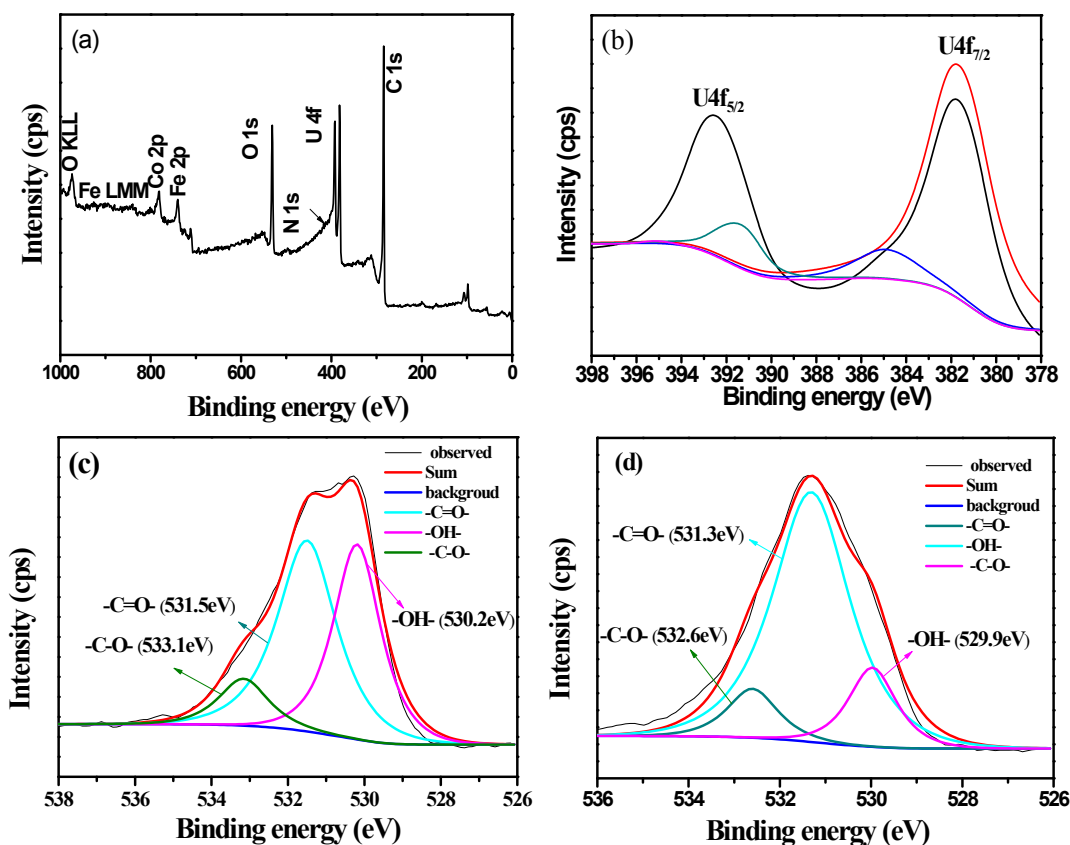 (a)
Intensity (cps)
O KLL
Fe LMM
Co 2p
Fe 2p
O 1s
N 1s
U 4f
C 1s
1000 800 600 400 200 0
Binding energy (eV)
(b)
Intensity (cps)
U4f5/2
U4f7/2
398 396 394 392 390 388 386 384 382 380 378
Binding energy (eV)
(c)
Intensity (cps)
observed
Sum
backgroud
-C=O-
-OH-
-C-O-
-C=O- (531.5eV)
-C-O- (533.1eV)
-OH- (530.2eV)
538 536 534 532 530 528 526
Binding energy (eV)
(d)
Intensity (cps)
observed
Sum
backgroud
-C=O-
-OH-
-C-O-
-C=O- (531.3eV)
-C-O- (532.6eV)
-OH- (529.9eV)
536 534 532 530 528 526
Binding energy (eV)